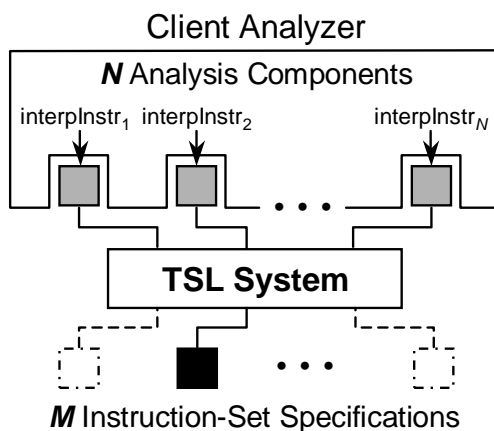 Client Analyzer
N Analysis Components
interpInstr1 interpInstr2 interpInstrN
• • •
TSL System
• • •
M Instruction-Set Specifications